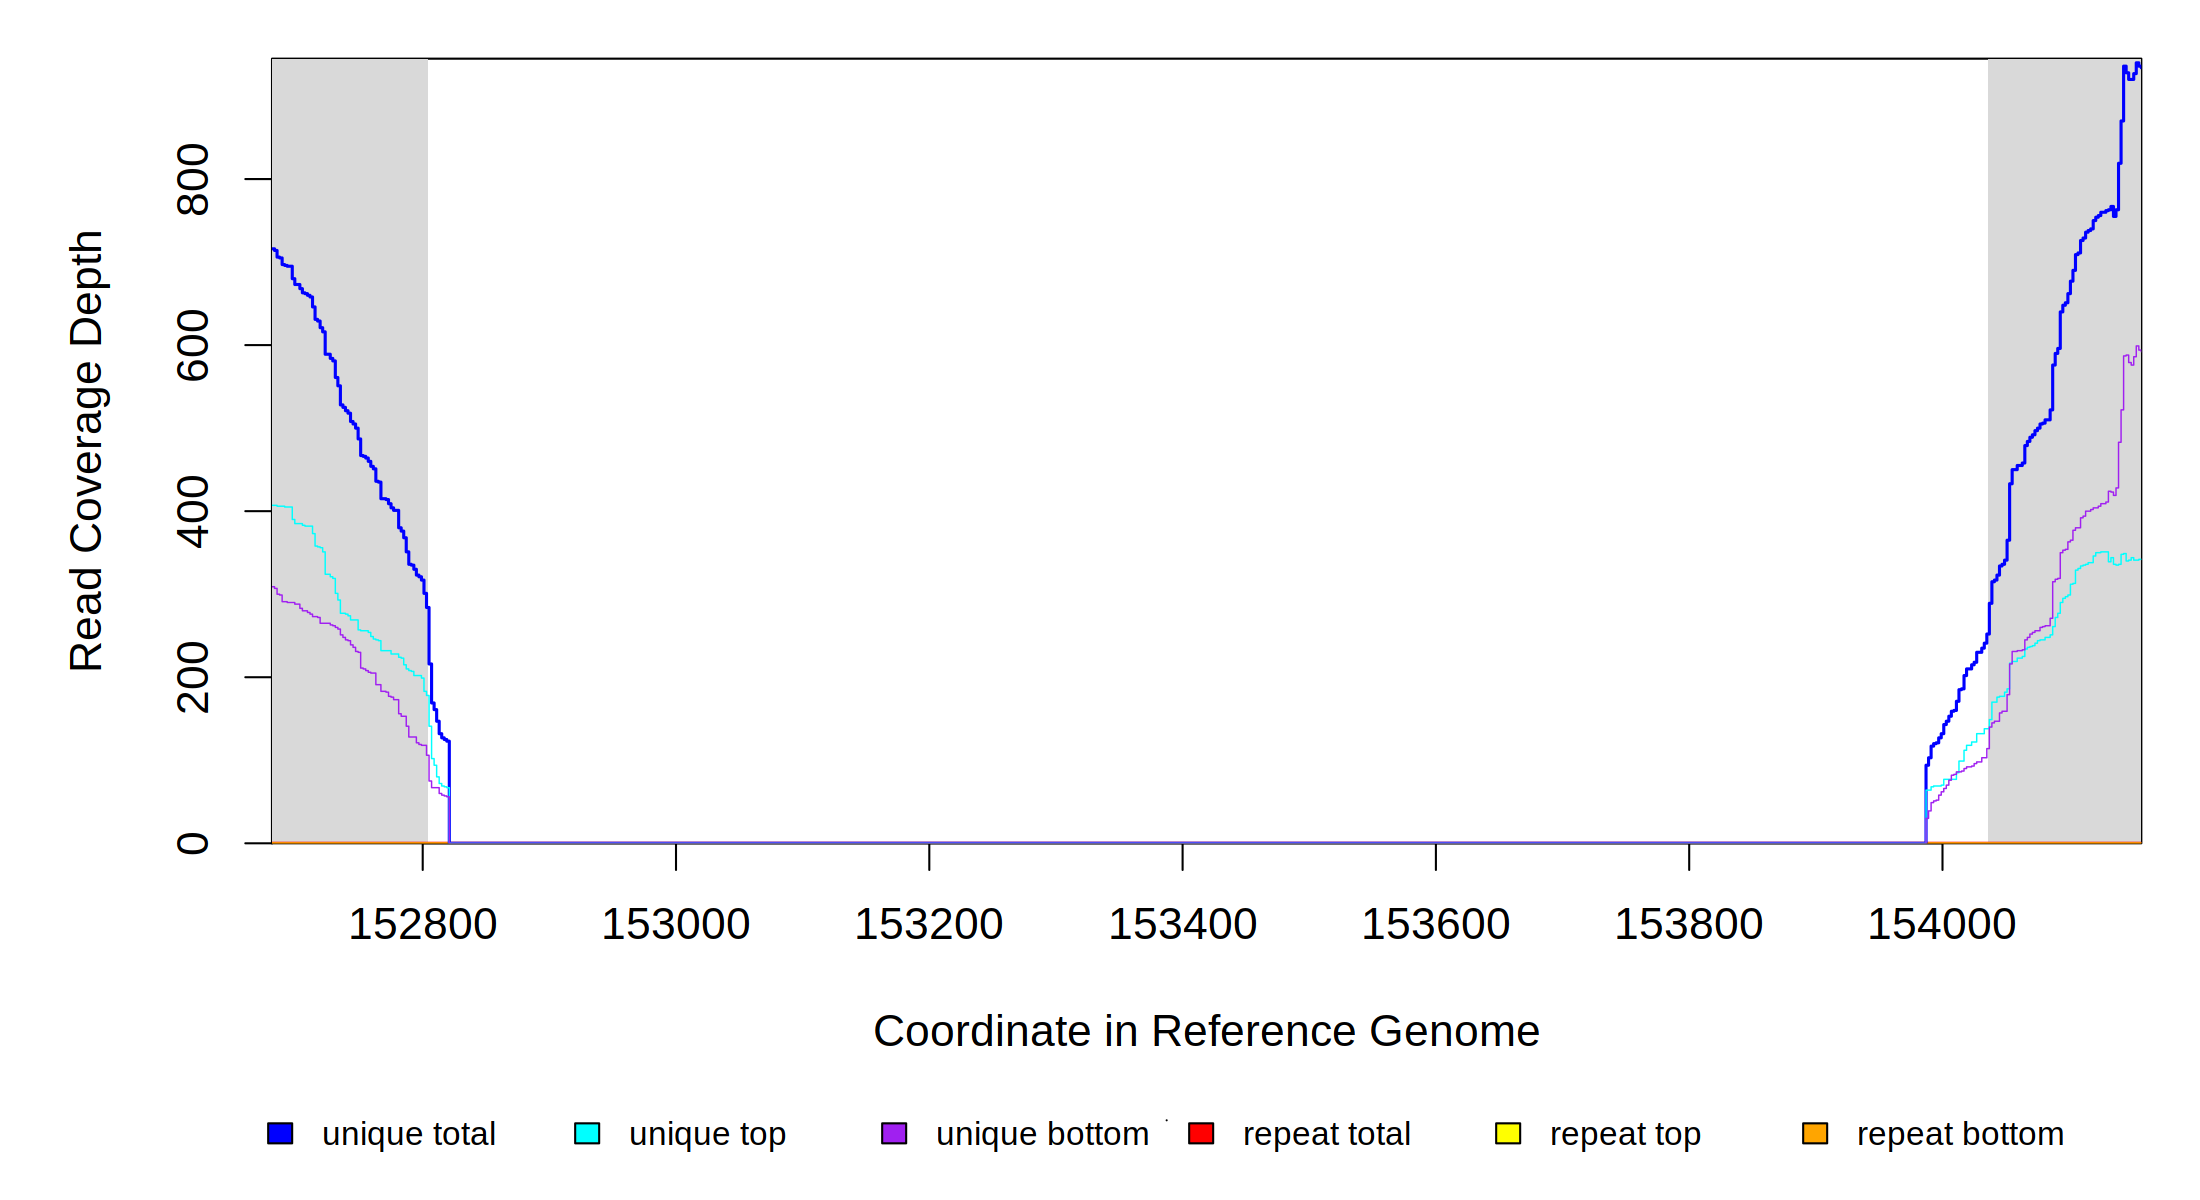 Read Coverage Depth
800
600
400
200
0
152800 153000 153200 153400 153600 153800 154000
Coordinate in Reference Genome
unique total unique top unique bottom repeat total repeat top repeat bottom